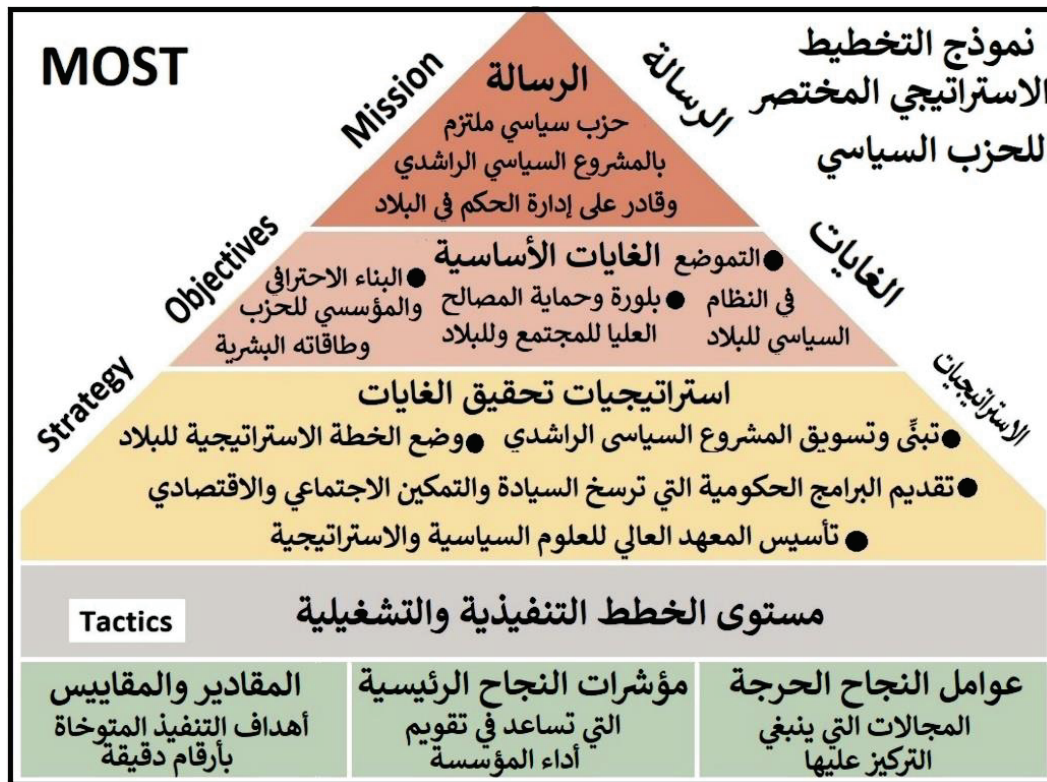 MOST
نموذج التخطيط
الاستراتيجي المختصر
للحزب السياسي
Mission
الرسالة
الرسالة
حزب سياسي ملتزم
بالمشروع السياسي الراشدي
وقادر على إدارة الحكم في البلاد
Objectives
الغايات
الغايات الأساسية
●التموضع
في النظام
السياسي للبلاد
●بلورة وحماية المصالح
العليا للمجتمع وللبلاد
●البناء الاحترافي
والمؤسسي للحزب
وطاقاته البشرية
Strategy
الاستراتيجيات
استراتيجيات تحقيق الغايات
●تبنِّى وتسويق المشروع السياسى الراشدي ●وضع الخطة الاستراتيجية للبلاد
●تقديم البرامج الحكومية التي ترسخ السيادة والتمكين الاجتماعي والاقتصادي
● تأسيس المعهد العالي للعلوم السياسية والاستراتيجية
Tactics
مستوى الخطط التنفيذية والتشغيلية
عوامل النجاح الحرجة
المجالات التي ينبغي
التركيز عليها
مؤشرات النجاح الرئيسية
التي تساعد في تقويم
أداء المؤسسة
المقادير والمقاييس
أهداف التنفيذ المتوخاة
بأرقام دقيقة